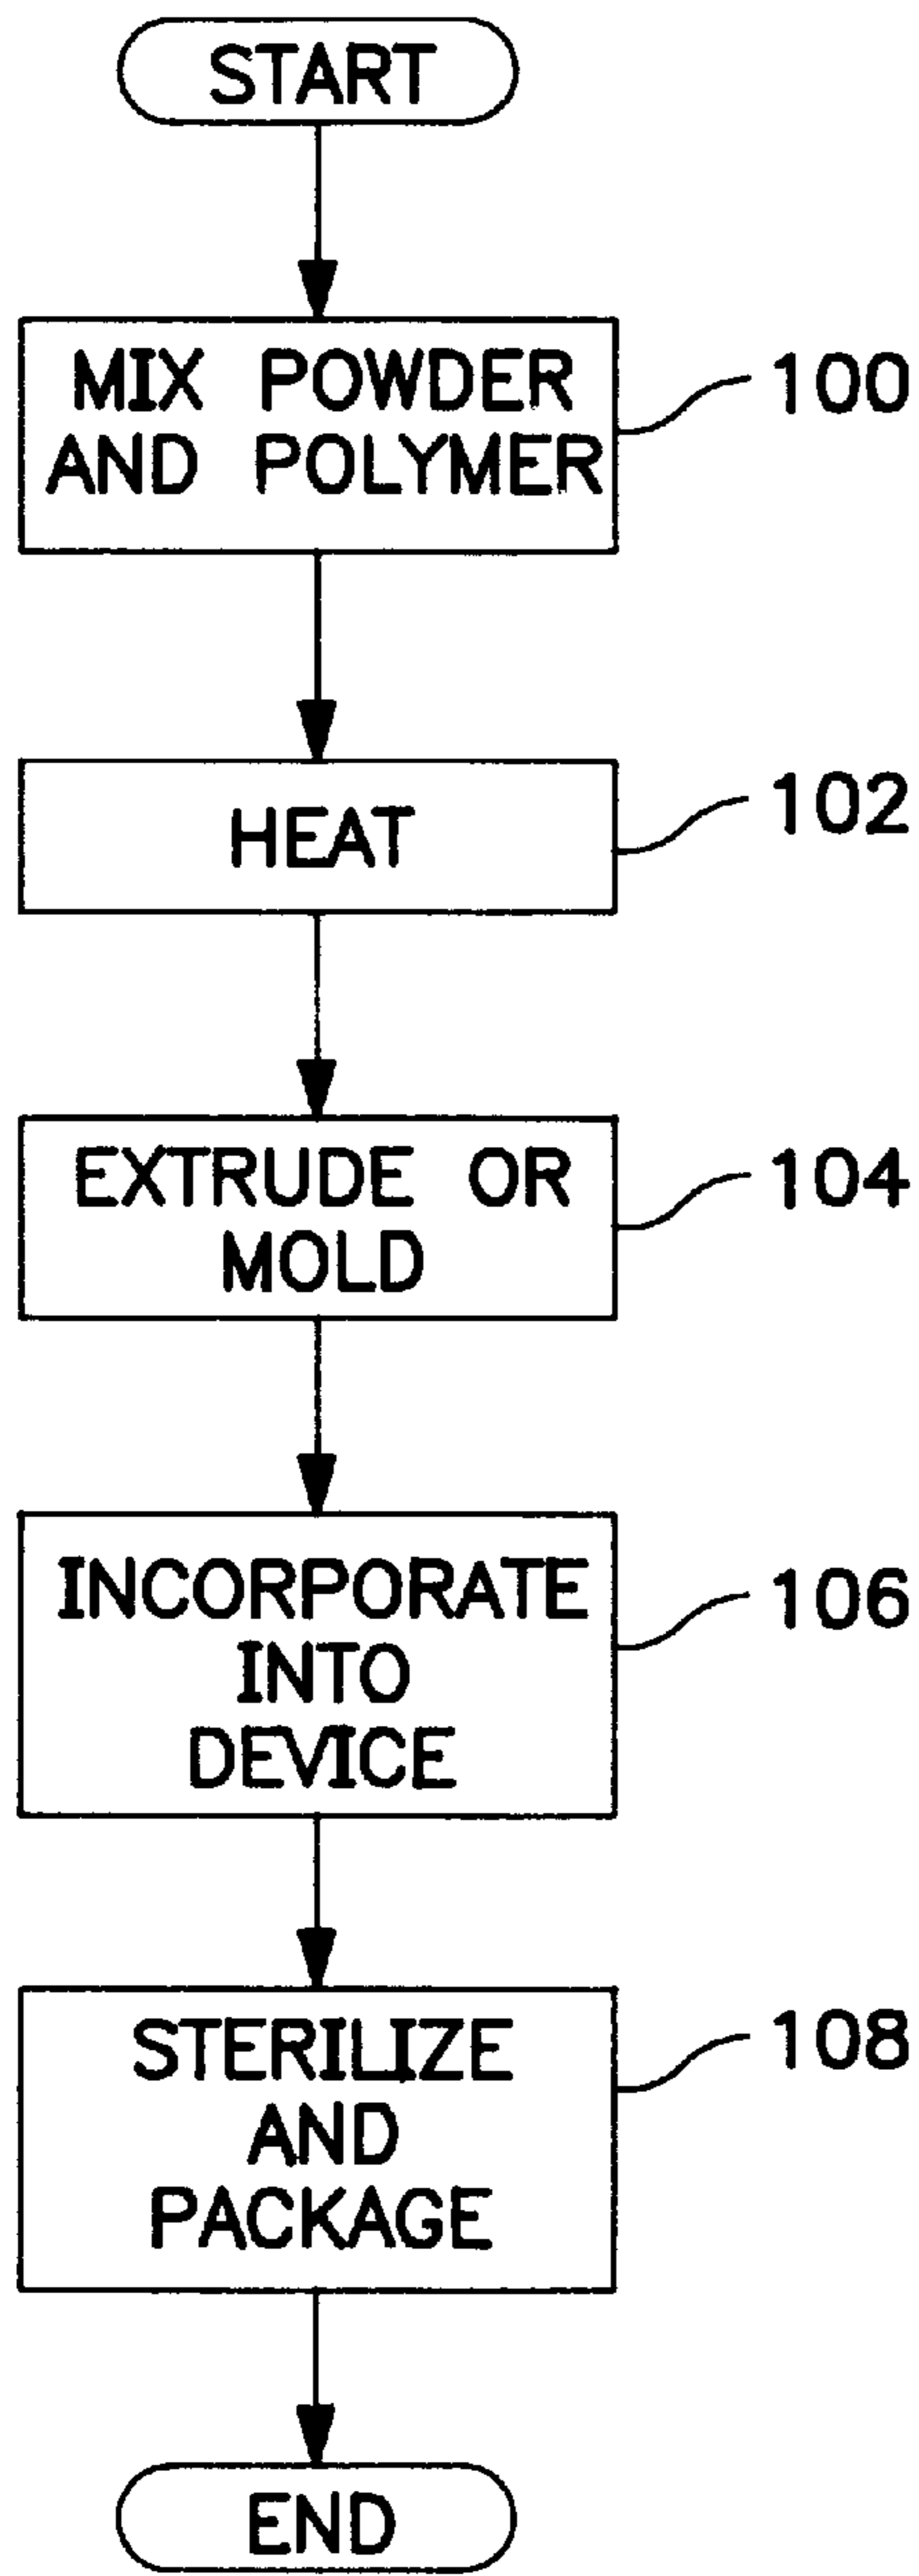 START
MIX POWDER
AND POLYMER
100
HEAT
102
EXTRUDE OR
MOLD
104
INCORPORATE
INTO
DEVICE
106
STERILIZE
AND
PACKAGE
108
END